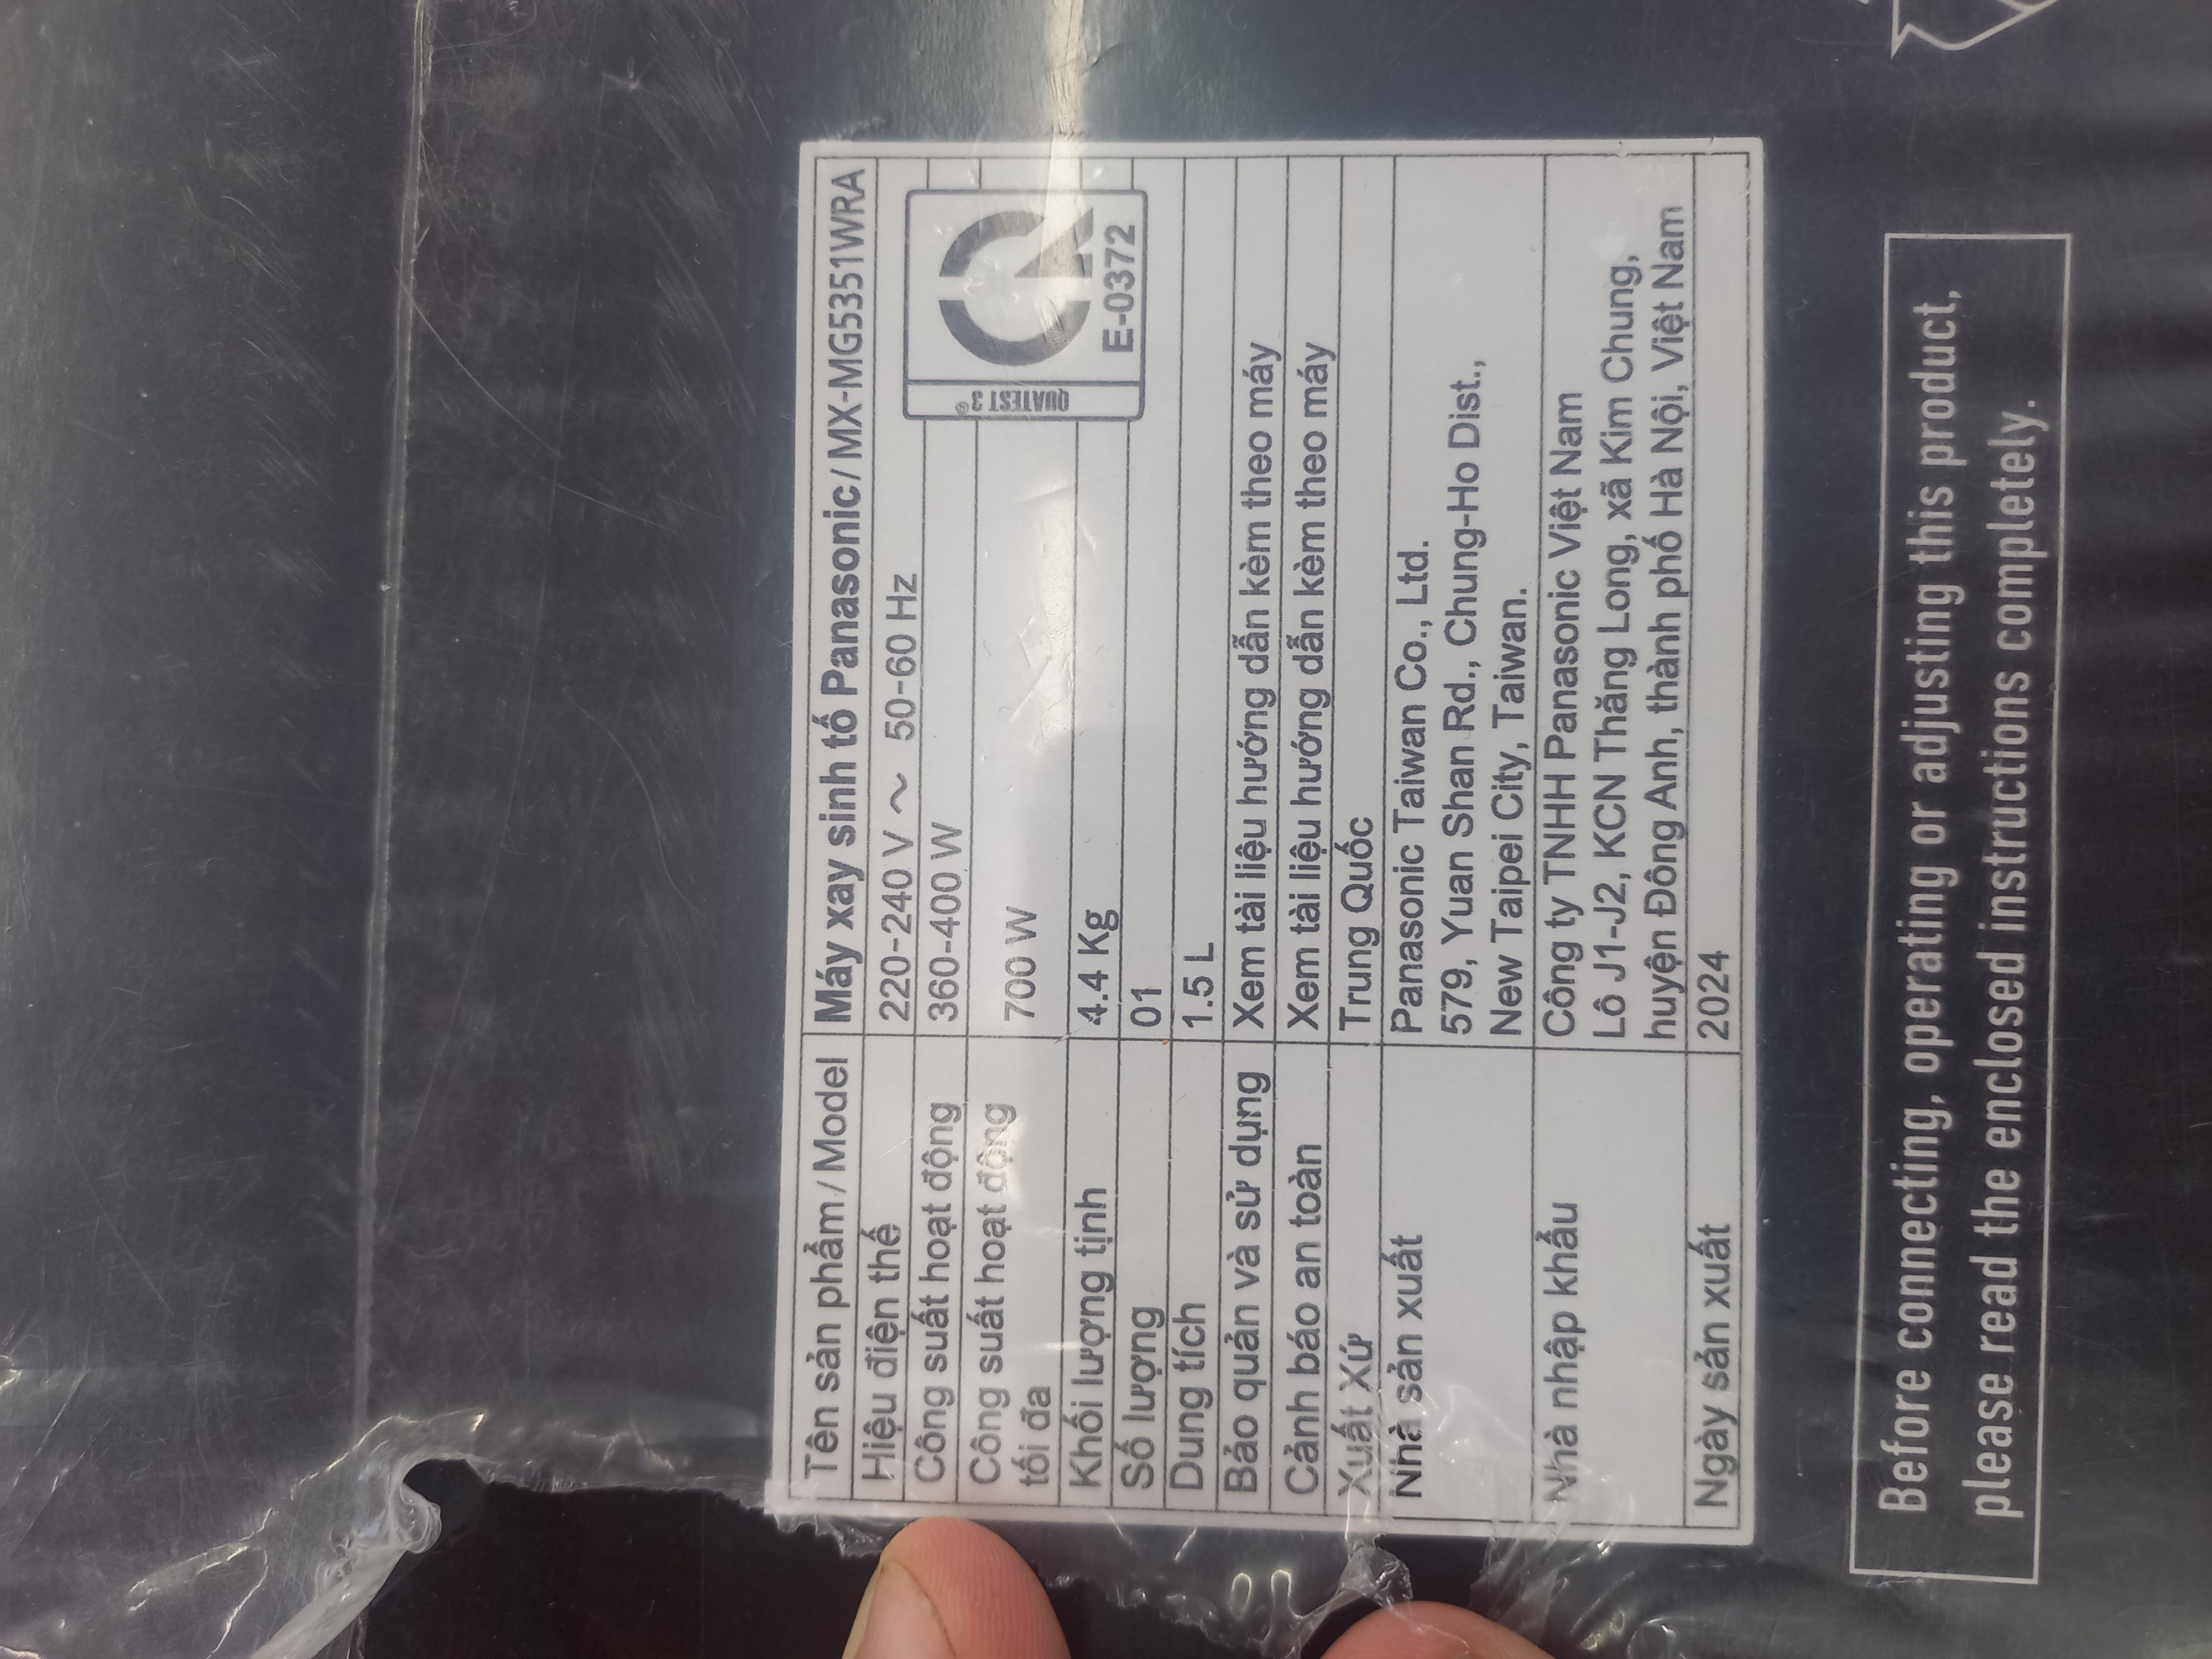 Tên sản phẩm / Model Máy xay sinh tố Panasonic / MX-MG5351WRA
Hiệu điện thế 220-240 V ~ 50-60 Hz
Công suất hoạt động 360-400 W
Công suất hoạt động
tối đa 700 W
Khối lượng tịnh 4.4 Kg
Số lượng 01
Dung tích 1.5 L
QUATEST 3®
E-0372
Bảo quản và sử dụng Xem tài liệu hướng dẫn kèm theo máy
Cảnh báo an toàn Xem tài liệu hướng dẫn kèm theo máy
Xuất Xứ Trung Quốc
Nhà sản xuất Panasonic Taiwan Co., Ltd.
579, Yuan Shan Rd., Chung-Ho Dist.,
New Taipei City, Taiwan.
Nhà nhập khẩu Công ty TNHH Panasonic Việt Nam
Lô J1-J2, KCN Thăng Long, xã Kim Chung,
huyện Đông Anh, thành phố Hà Nội, Việt Nam
Ngày sản xuất 2024
Before connecting, operating or adjusting this product,
please read the enclosed instructions completely.